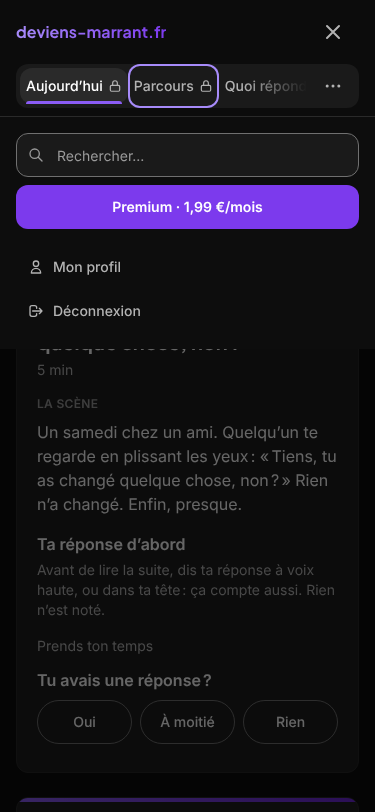 deviens-marrant.fr
Aujourd’hui
Parcours
Quoi répond
Rechercher...
Premium · 1,99 €/mois
Mon profil
Déconnexion
5 min
LA SCÈNE
Un samedi chez un ami. Quelqu’un te
regarde en plissant les yeux : « Tiens, tu
as changé quelque chose, non ? » Rien
n’a changé. Enfin, presque.
Ta réponse d’abord
Avant de lire la suite, dis ta réponse à voix
haute, ou dans ta tête : ça compte aussi. Rien
n’est noté.
Prends ton temps
Tu avais une réponse ?
Oui
À moitié
Rien